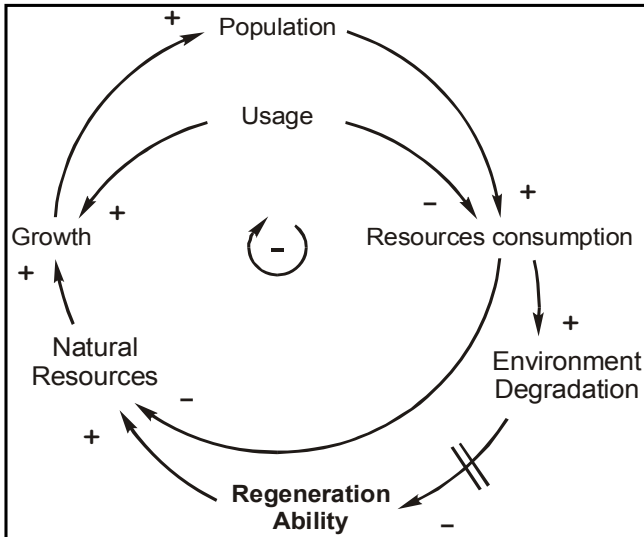 +
Population
Usage
+
-
+
Growth
Resources consumption
+
-
+
Natural
Resources
Environment
Degradation
-
+
Regeneration
Ability
-